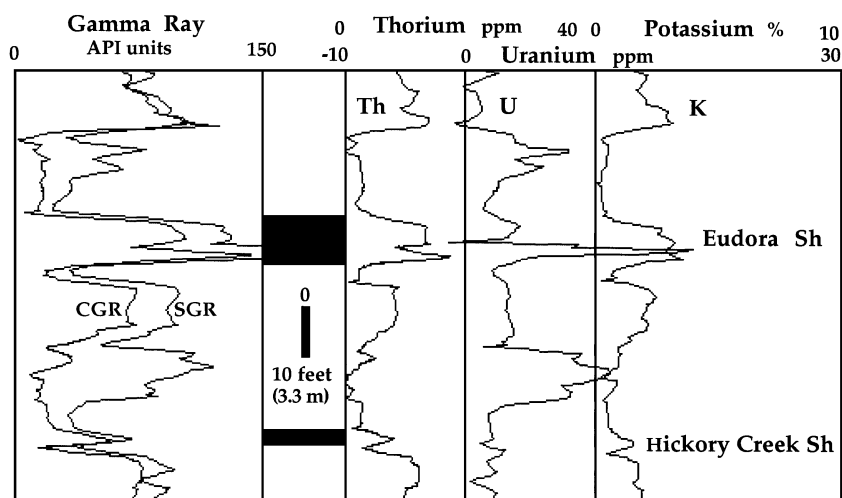 Gamma Ray
API units
0 150
0 Thorium ppm 40
-10 0 Uranium ppm 30
0 Potassium % 10
Th
U
K
Eudora Sh
CGR
SGR
0
10 feet
(3.3 m)
Hickory Creek Sh